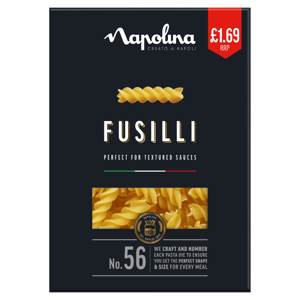 Napolina
CREATO A NAPOLI
£1.69
RRP
FUSILLI
PERFECT FOR TEXTURED SAUCES
No. 56
WE CRAFT AND NUMBER
EACH PASTA DIE TO ENSURE
YOU GET THE PERFECT SHAPE
& SIZE FOR EVERY MEAL